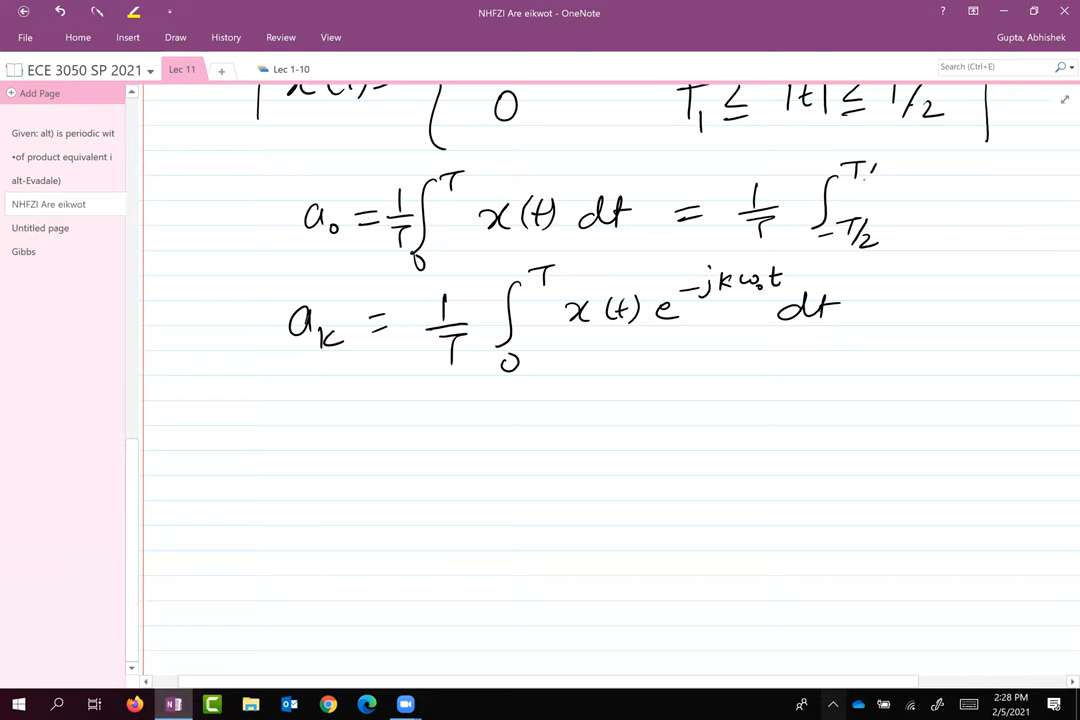 NHFZI Are eikwot - OneNote
File Home Insert Draw History Review View
Gupta, Abhishek
ECE 3050 SP 2021
Lec 11
Lec 1-10
Search (Ctrl+E)
Add Page
Given: alt) is periodic wit
•of product equivalent i
alt-Evadale)
NHFZI Are eikwot
Untitled page
Gibbs
0 T₁ ≤ |t| ≤ T/2
a₀ = 1/T ∫₀^T x(t) dt = 1/T ∫_{-T/2}^{T/
aₖ = 1/T ∫₀^T x(t) e^{-jkω₀t} dt
2:28 PM
2/5/2021